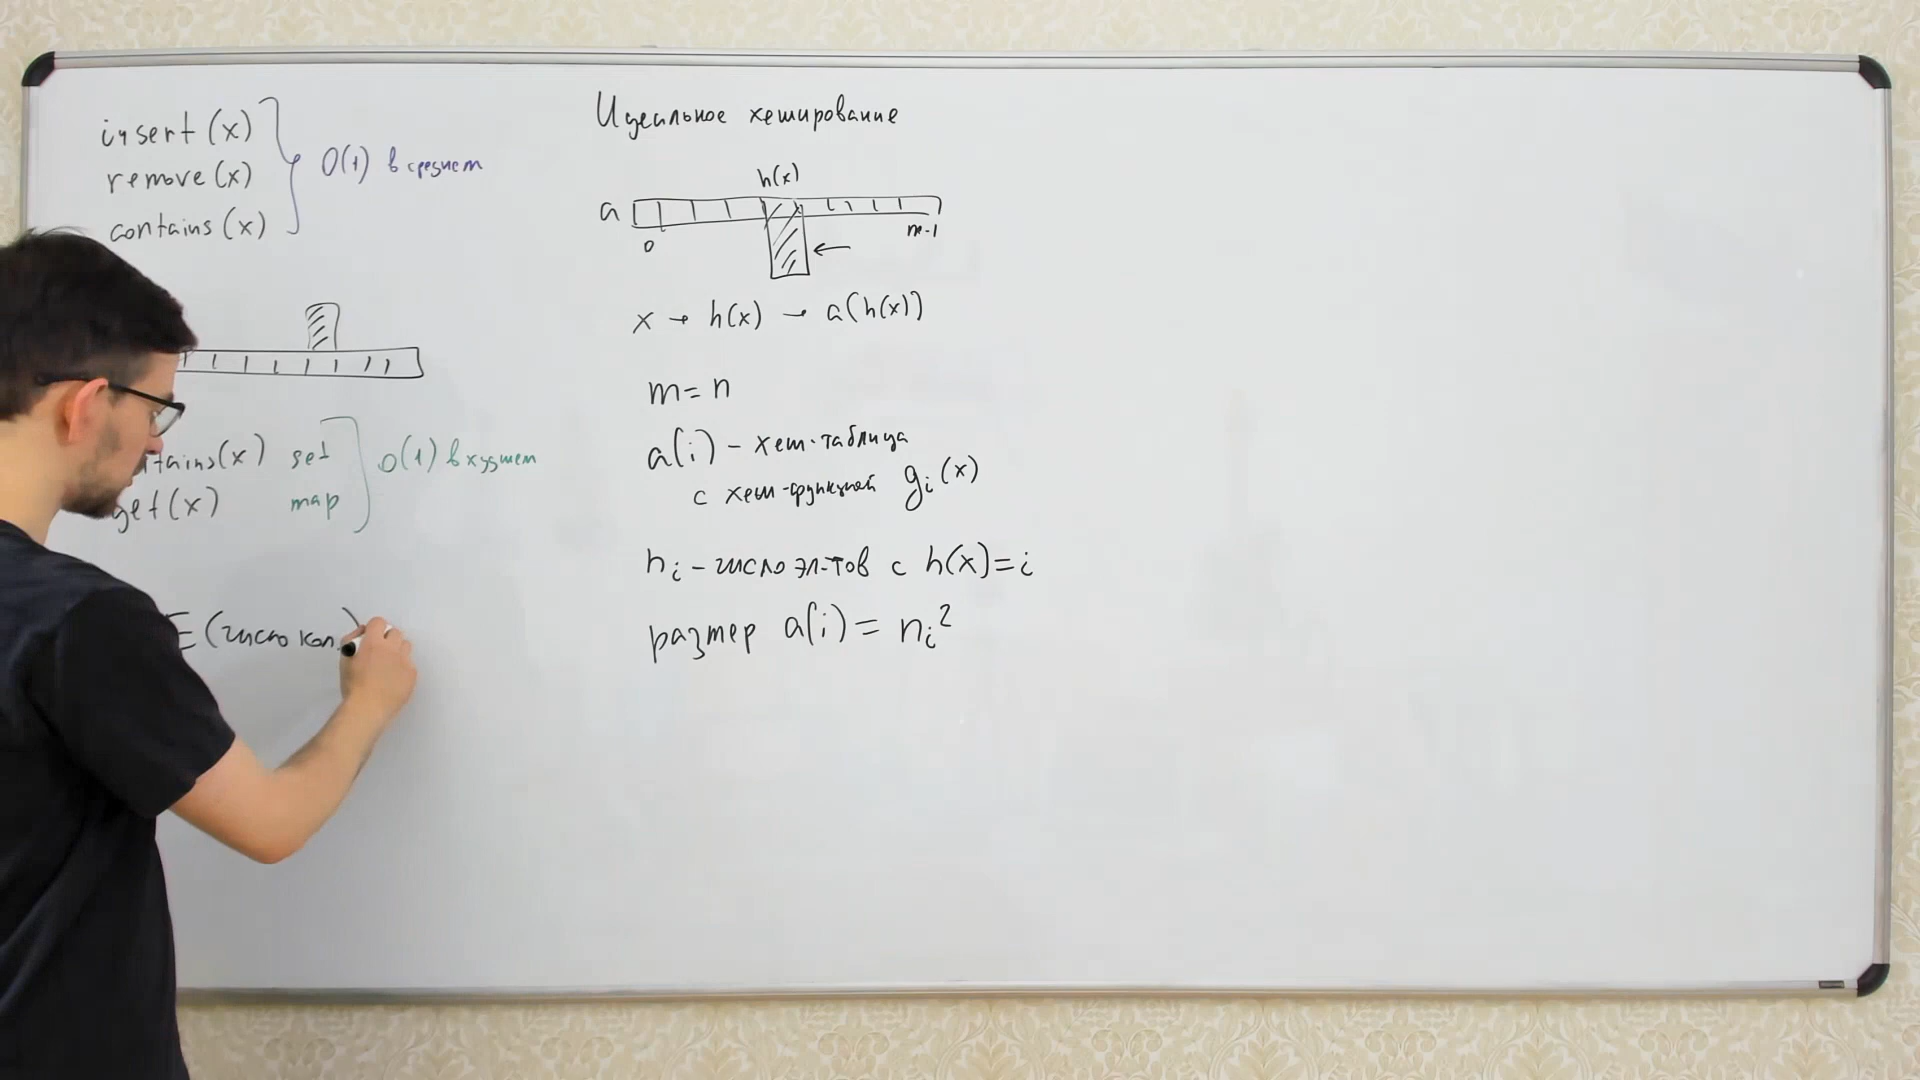 insert (x)
remove (x)
contains (x)
O(1) в среднем
tains(x) set
get(x) map
O(1) в худшем
E (число кол.)
Идеальное хеширование
h(x)
a
0
m-1
x → h(x) → a(h(x))
m = n
a(i) - хеш-таблица
с хеш-функцией gᵢ(x)
nᵢ - число эл-тов с h(x) = i
размер a(i) = nᵢ²